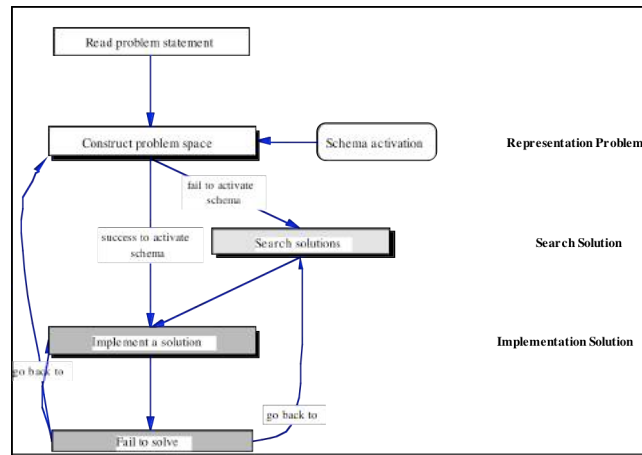 Read problem statement
Construct problem space
Schema activation
Representation Problem
fail to activate
schema
success to activate
schema
Search solutions
Search Solution
Implement a solution
Implementation Solution
go back to
go back to
Fail to solve